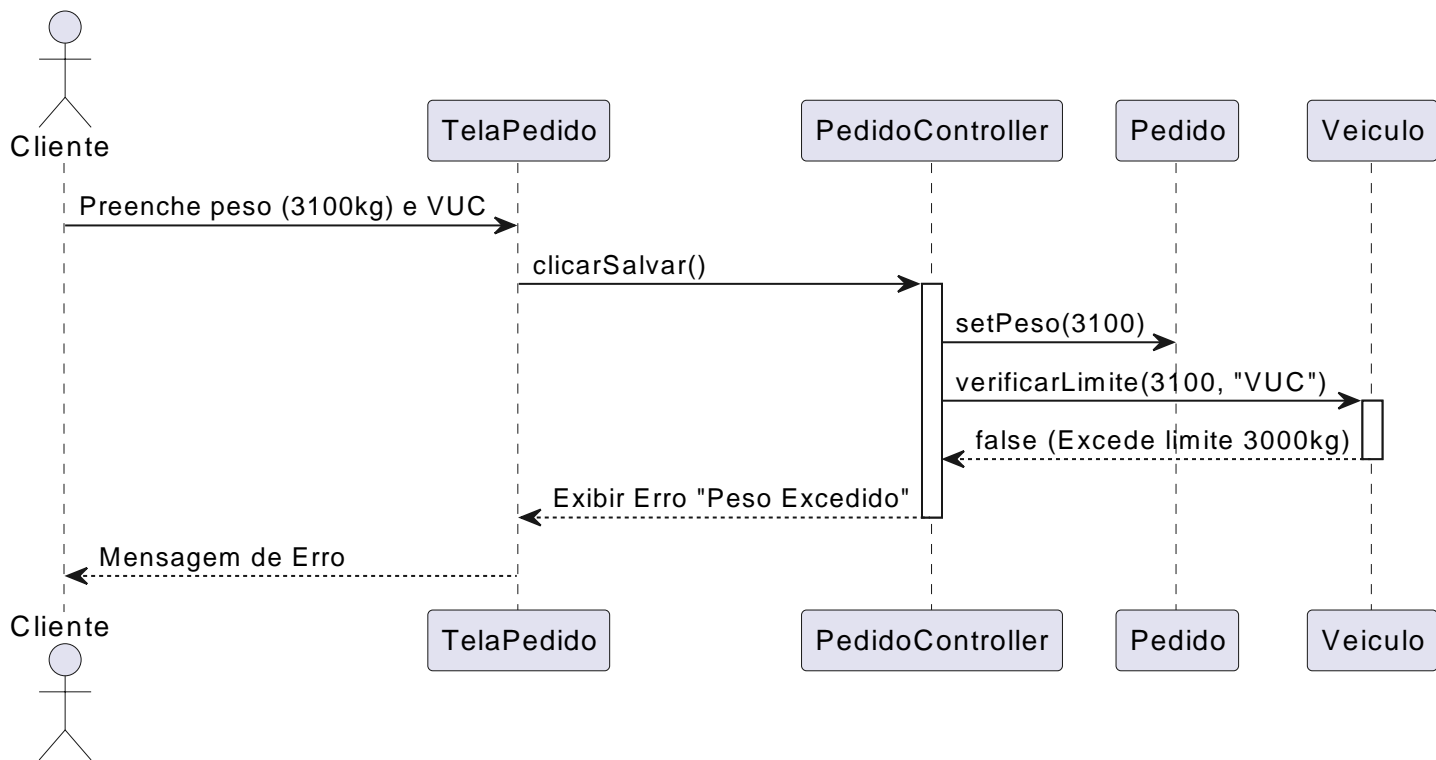 Cliente
TelaPedido
PedidoController
Pedido
Veiculo
Preenche peso (3100kg) e VUC
clicarSalvar()
setPeso(3100)
verificarLimite(3100, "VUC")
false (Excede limite 3000kg)
Exibir Erro "Peso Excedido"
Mensagem de Erro
Cliente
TelaPedido
PedidoController
Pedido
Veiculo